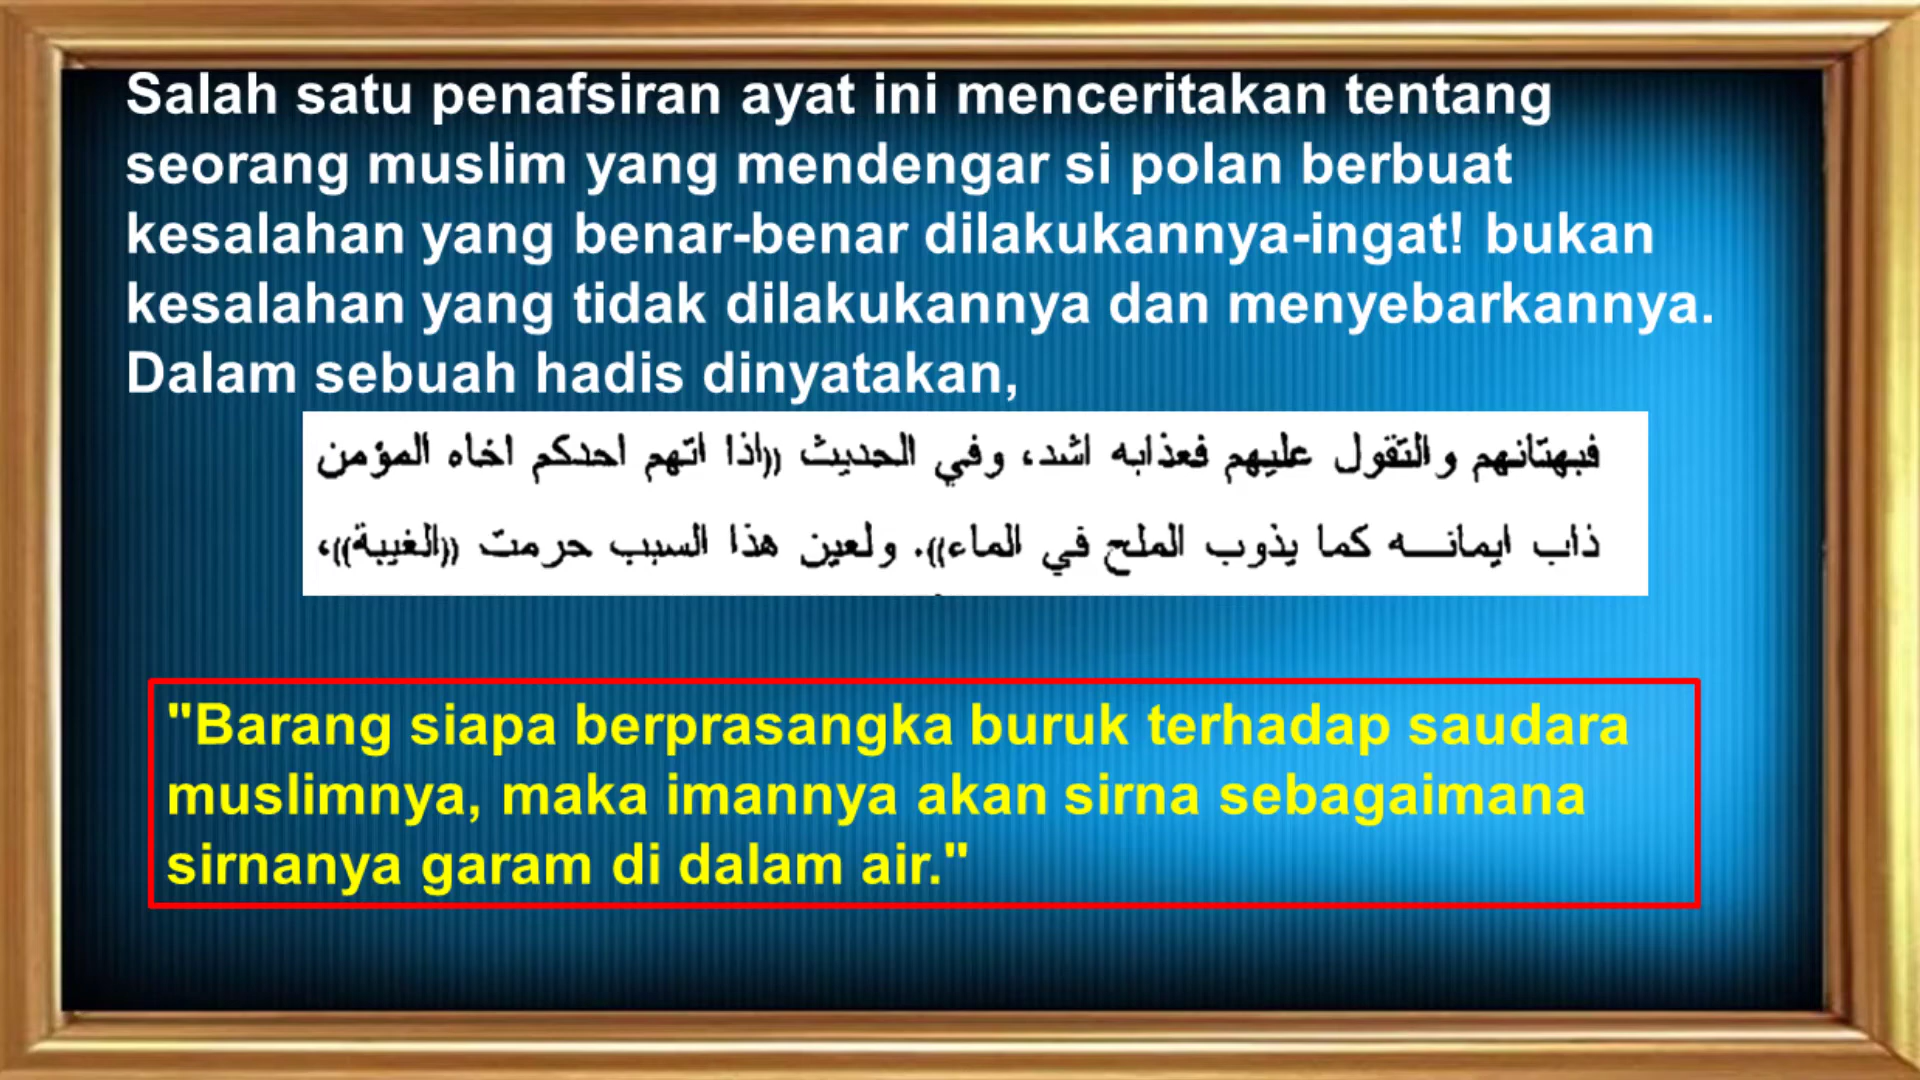 Salah satu penafsiran ayat ini menceritakan tentang
seorang muslim yang mendengar si polan berbuat
kesalahan yang benar-benar dilakukannya-ingat! bukan
kesalahan yang tidak dilakukannya dan menyebarkannya.
Dalam sebuah hadis dinyatakan,
فبهتانهم والتقول عليهم فعذابه اشد، وفي الحديث ((اذا اتهم احدكم اخاه المؤمن
ذاب ايمانـــه كما يذوب الملح في الماء)). ولعين هذا السبب حرمت ((الغيبة))،
"Barang siapa berprasangka buruk terhadap saudara
muslimnya, maka imannya akan sirna sebagaimana
sirnanya garam di dalam air."